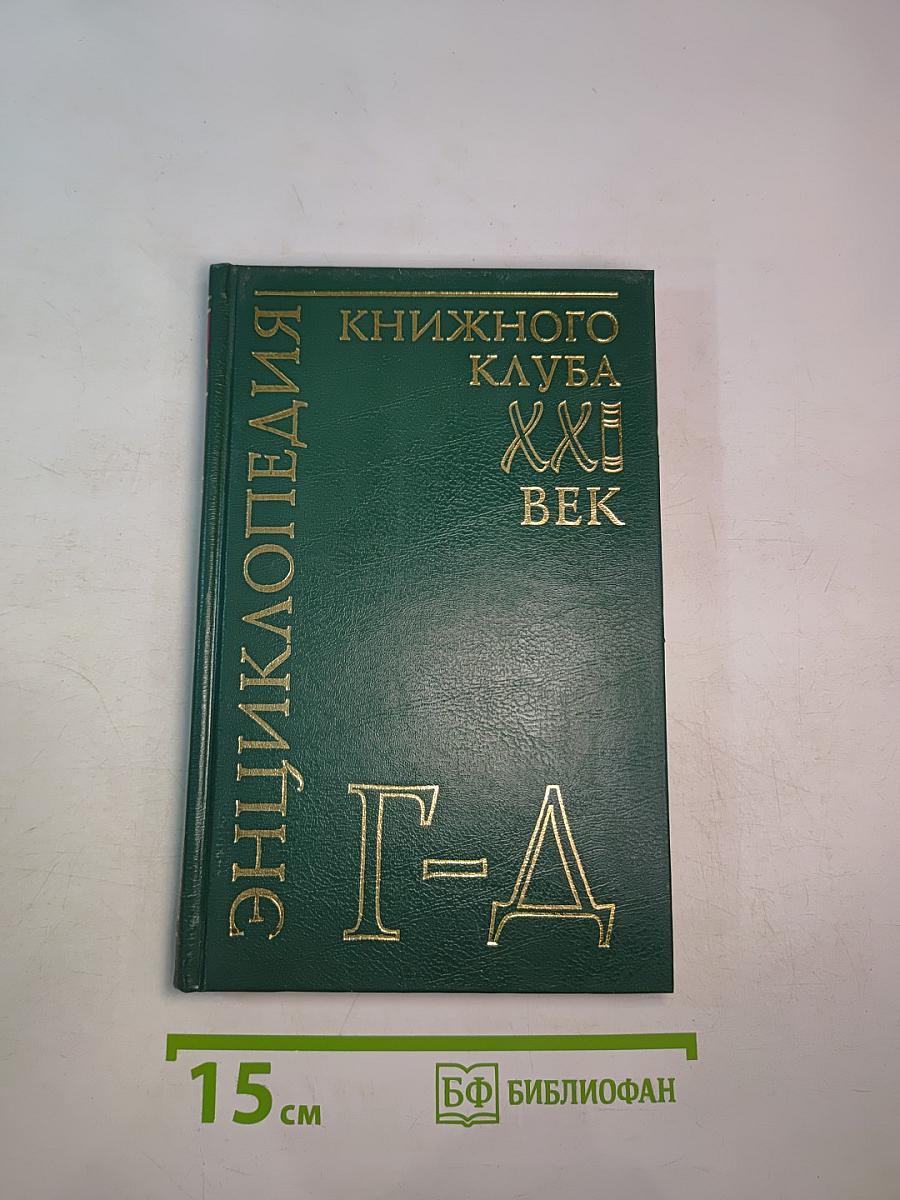 ЭНЦИКЛОПЕДИЯ
КНИЖНОГО
КЛУБА
XXI
ВЕК
Г-Д
15 см
БФ БИБЛИОФАН